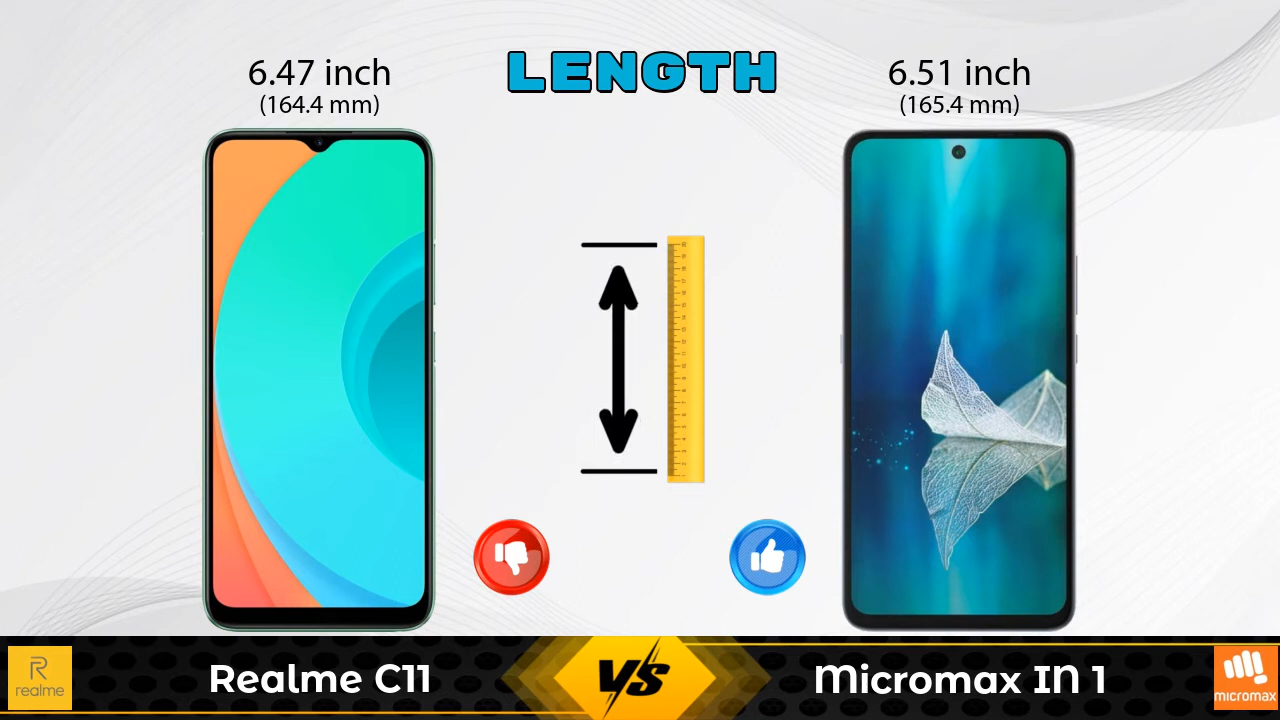 LENGTH
6.47 inch
(164.4 mm)
6.51 inch
(165.4 mm)
realme
Realme C11
VS
Micromax IN 1
micromax